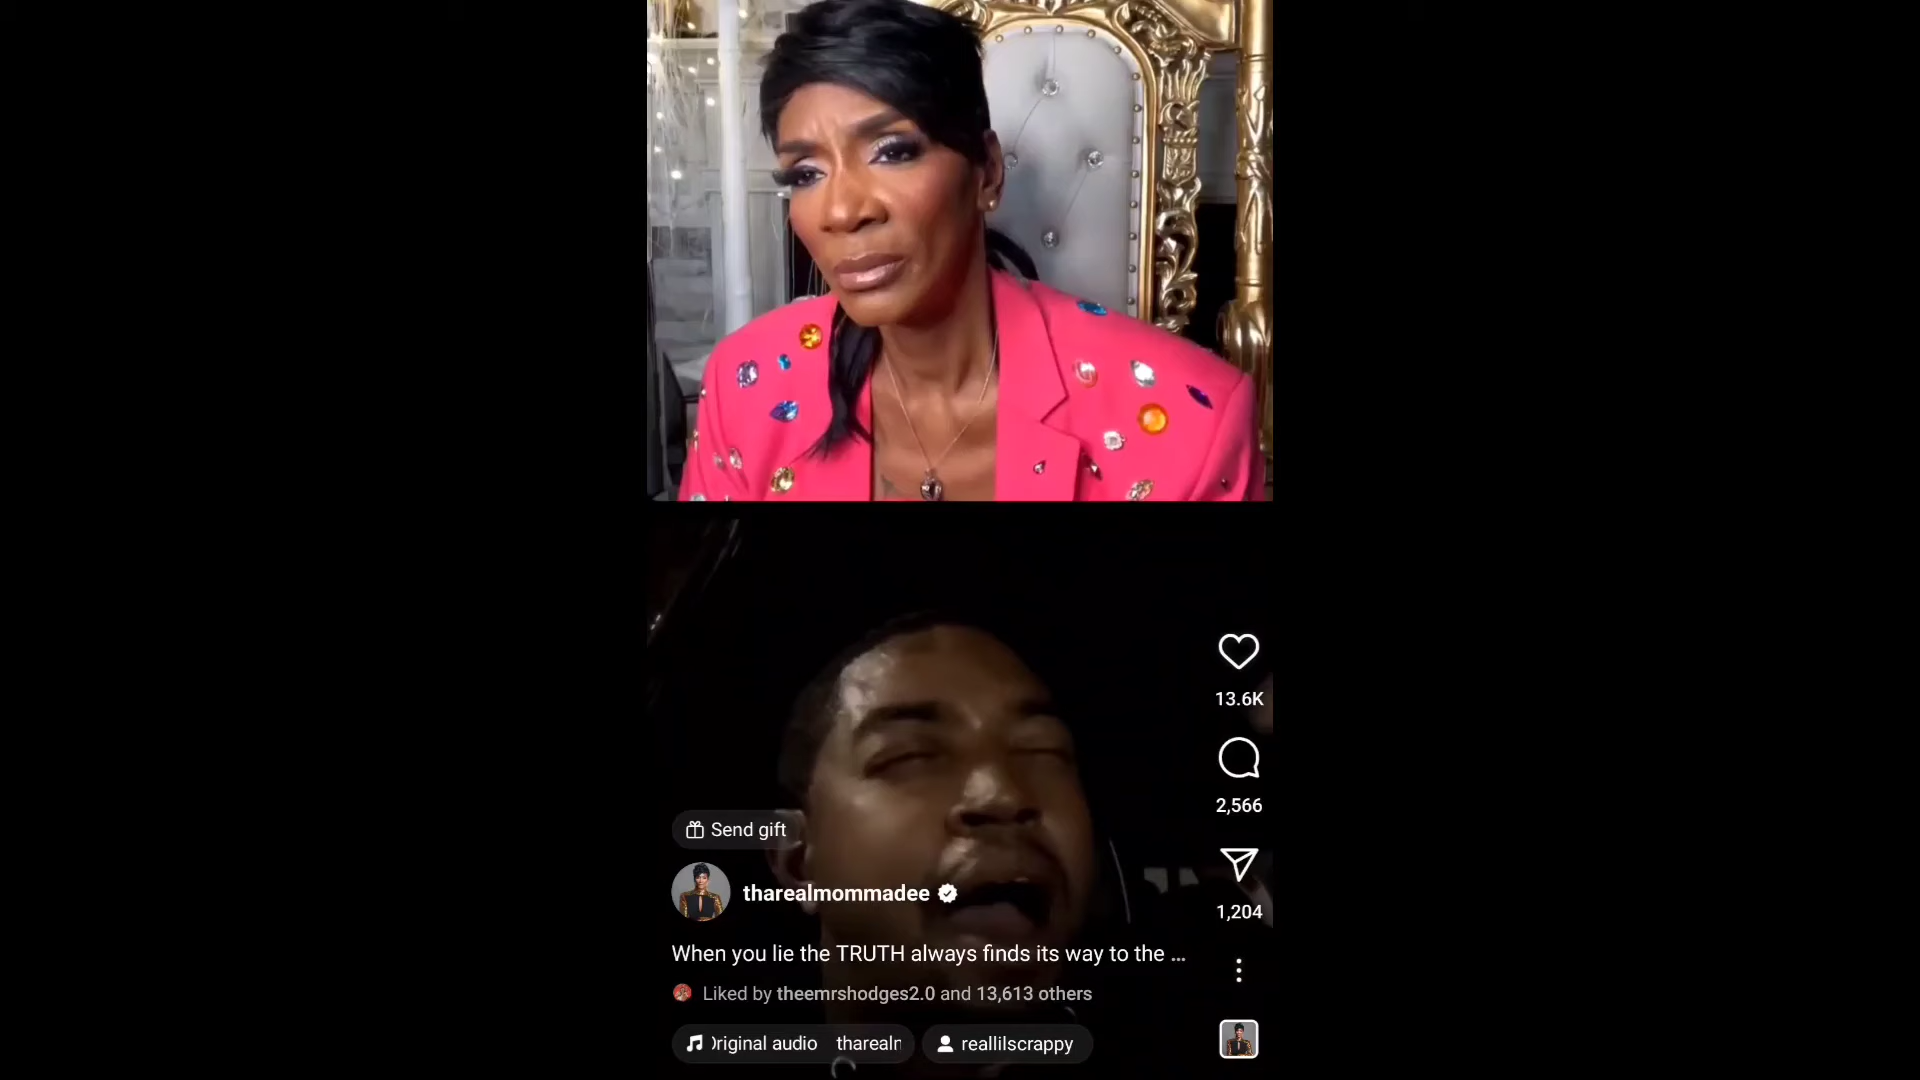 13.6K
2,566
Send gift
tharealmommadee
1,204
When you lie the TRUTH always finds its way to the ...
Liked by theemrshodges2.0 and 13,613 others
riginal audio tharealm
reallilscrappy